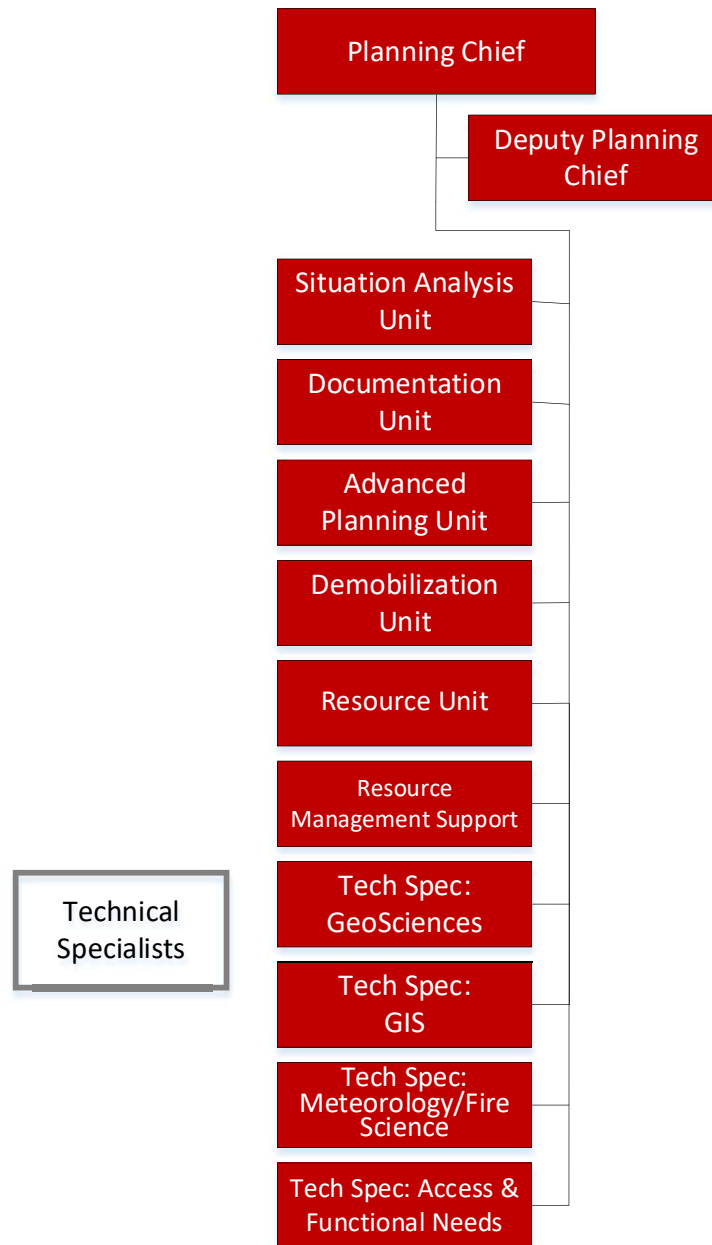 Planning Chief
Deputy Planning
Chief
Situation Analysis
Unit
Documentation
Unit
Advanced
Planning Unit
Demobilization
Unit
Resource Unit
Resource
Management Support
Technical
Specialists
Tech Spec:
GeoSciences
Tech Spec:
GIS
Tech Spec:
Meteorology/Fire
Science
Tech Spec: Access &
Functional Needs